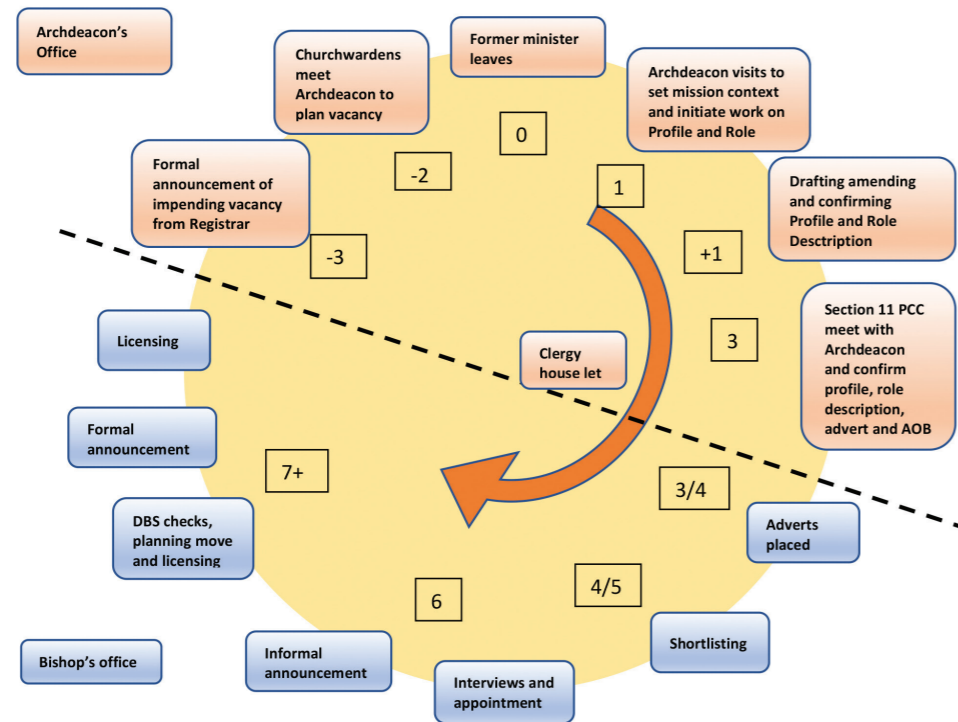 Archdeacon's
Office
Churchwardens
meet
Archdeacon to
plan vacancy
Former minister
leaves
Archdeacon visits to
set mission context
and initiate work on
Profile and Role
Formal
announcement of
impending vacancy
from Registrar
Drafting amending
and confirming
Profile and Role
Desctription
Section 11 PCC
meet with
Archdeacon
and confirm
profile, role
description,
advert and AOB
-3
-2
0
1
+1
3
Clergy
house let
3/4
4/5
6
7+
Adverts
placed
Shortlisting
Interviews and
appointment
Informal
announcement
DBS checks,
planning move
and licensing
Formal
announcement
Licensing
Bishop's office